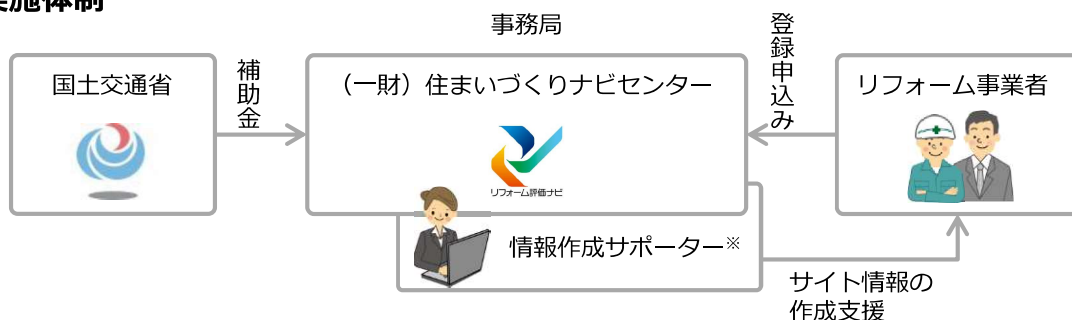 実施体制
事務局
国土交通省
補助金
（一財）住まいづくりナビセンター
リフォーム評価ナビ
登録申込み
リフォーム事業者
情報作成サポーター※
サイト情報の
作成支援